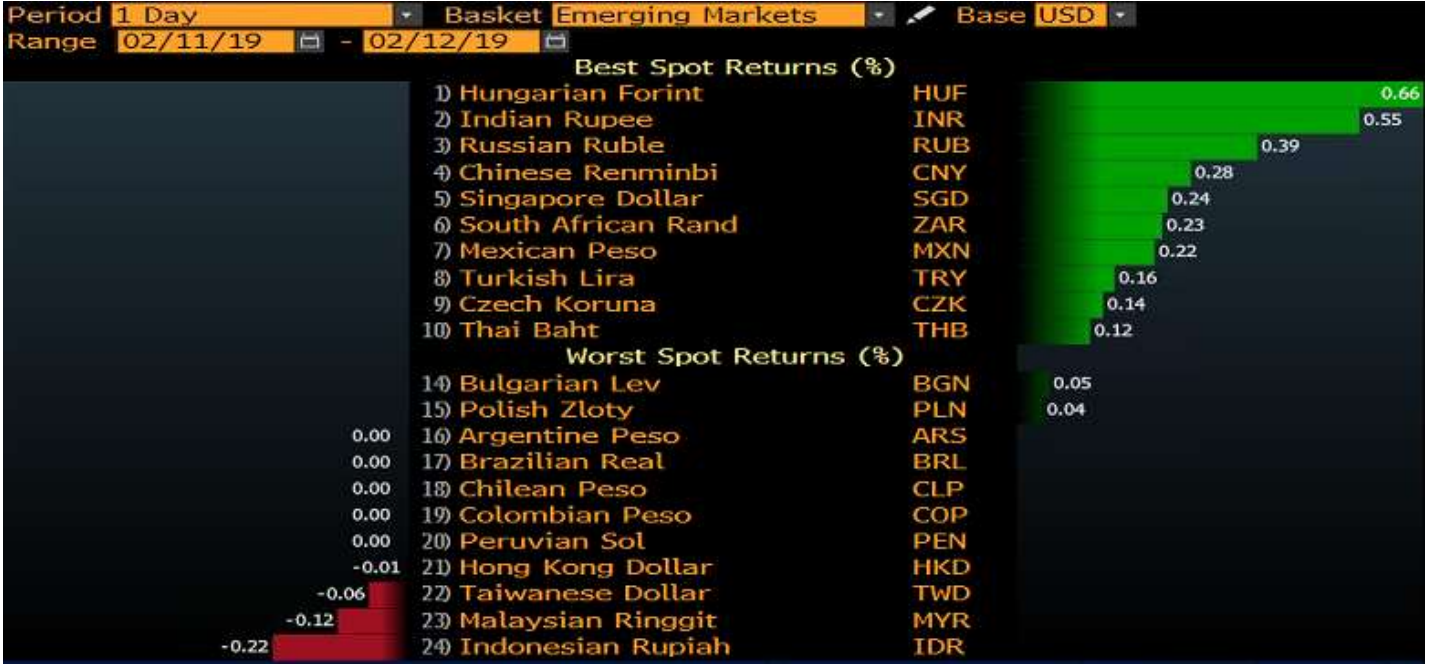 Period 1 Day Basket Emerging Markets Base USD
Range 02/11/19 - 02/12/19
Best Spot Returns (%)
1) Hungarian Forint HUF 0.66
2) Indian Rupee INR 0.55
3) Russian Ruble RUB 0.39
4) Chinese Renminbi CNY 0.28
5) Singapore Dollar SGD 0.24
6) South African Rand ZAR 0.23
7) Mexican Peso MXN 0.22
8) Turkish Lira TRY 0.16
9) Czech Koruna CZK 0.14
10) Thai Baht THB 0.12
Worst Spot Returns (%)
14) Bulgarian Lev BGN 0.05
15) Polish Zloty PLN 0.04
0.00 16) Argentine Peso ARS
0.00 17) Brazilian Real BRL
0.00 18) Chilean Peso CLP
0.00 19) Colombian Peso COP
0.00 20) Peruvian Sol PEN
-0.01 21) Hong Kong Dollar HKD
-0.06 22) Taiwanese Dollar TWD
-0.12 23) Malaysian Ringgit MYR
-0.22 24) Indonesian Rupiah IDR